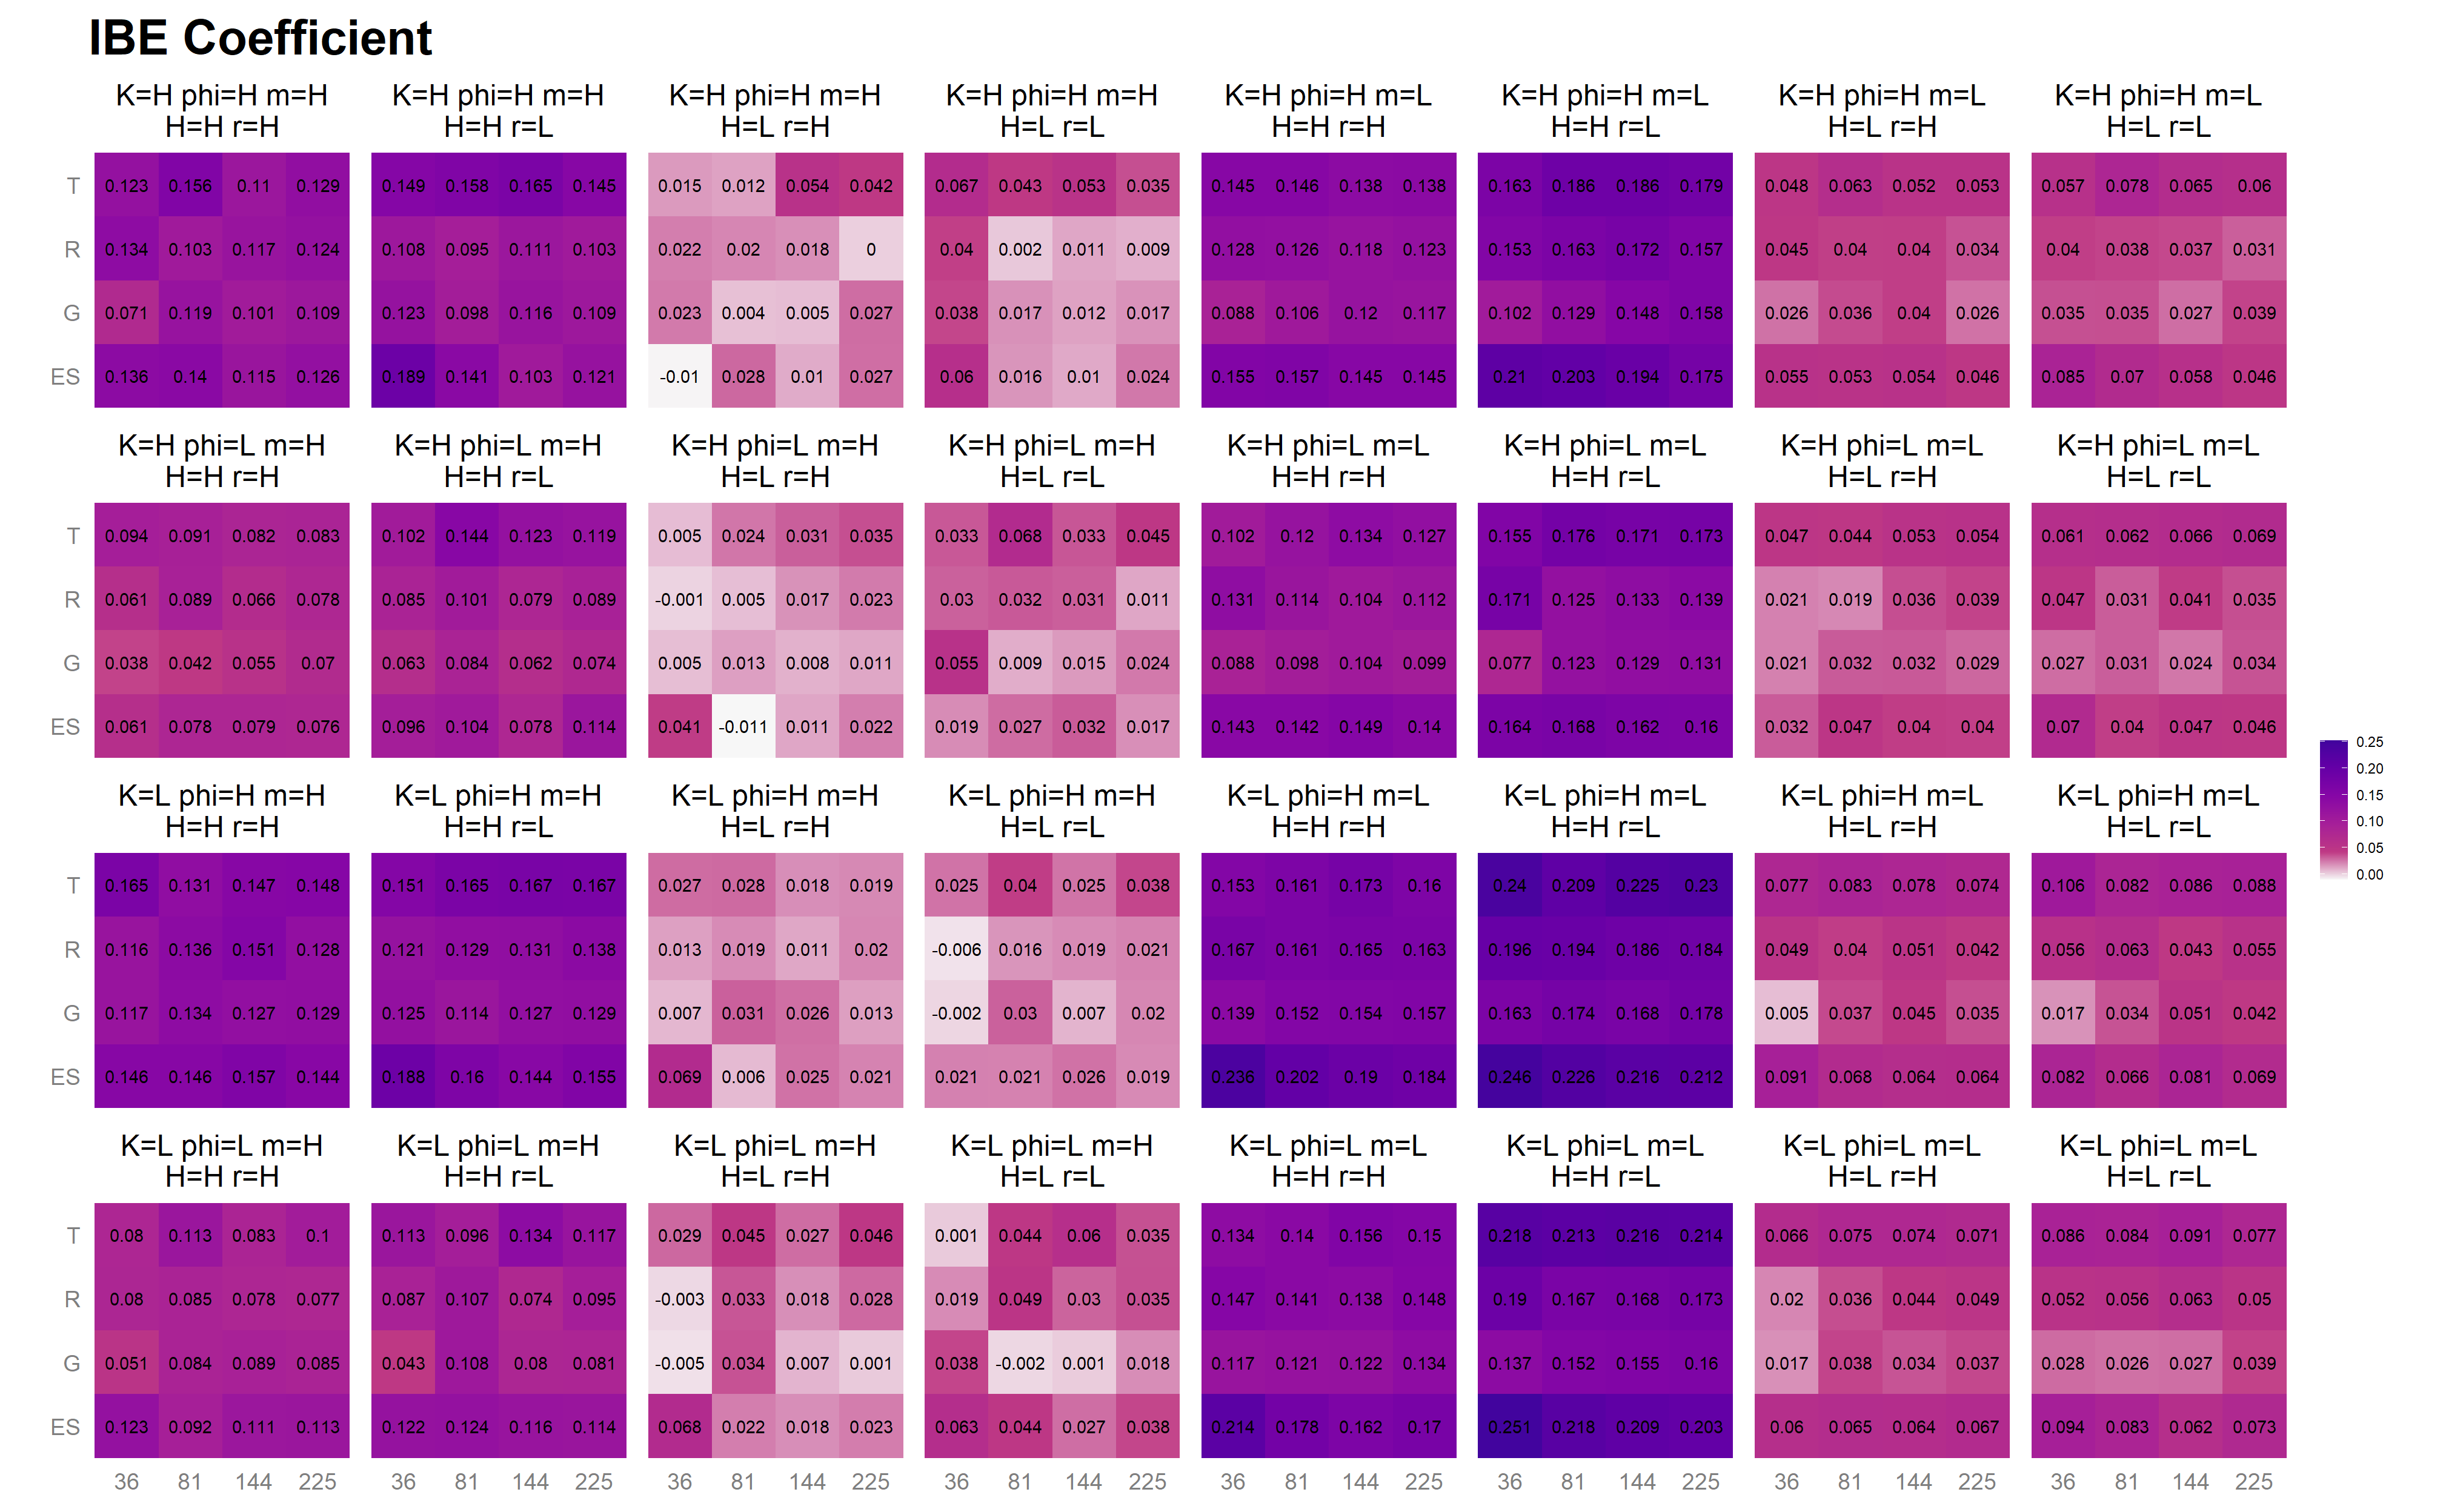 IBE Coefficient
K=H phi=H m=H K=H phi=H m=H K=H phi=H m=H K=H phi=H m=H K=H phi=H m=L K=H phi=H m=L K=H phi=H m=L K=H phi=H m=L
H=H r=H H=H r=L H=L r=H H=L r=L H=H r=H H=H r=L H=L r=H H=L r=L
T 0.123 0.156 0.11 0.129 0.149 0.158 0.165 0.145 0.015 0.012 0.054 0.042 0.067 0.043 0.053 0.035 0.145 0.146 0.138 0.138 0.163 0.186 0.186 0.179 0.048 0.063 0.052 0.053 0.057 0.078 0.065 0.06
R 0.134 0.103 0.117 0.124 0.108 0.095 0.111 0.103 0.022 0.02 0.018 0 0.04 0.002 0.011 0.009 0.128 0.126 0.118 0.123 0.153 0.163 0.172 0.157 0.045 0.04 0.04 0.034 0.04 0.038 0.037 0.031
G 0.071 0.119 0.101 0.109 0.123 0.098 0.116 0.109 0.023 0.004 0.005 0.027 0.038 0.017 0.012 0.017 0.088 0.106 0.12 0.117 0.102 0.129 0.148 0.158 0.026 0.036 0.04 0.026 0.035 0.035 0.027 0.039
ES 0.136 0.14 0.115 0.126 0.189 0.141 0.103 0.121 -0.01 0.028 0.01 0.027 0.06 0.016 0.01 0.024 0.155 0.157 0.145 0.145 0.21 0.203 0.194 0.175 0.055 0.053 0.054 0.046 0.085 0.07 0.058 0.046
K=H phi=L m=H K=H phi=L m=H K=H phi=L m=H K=H phi=L m=H K=H phi=L m=L K=H phi=L m=L K=H phi=L m=L K=H phi=L m=L
H=H r=H H=H r=L H=L r=H H=L r=L H=H r=H H=H r=L H=L r=H H=L r=L
T 0.094 0.091 0.082 0.083 0.102 0.144 0.123 0.119 0.005 0.024 0.031 0.035 0.033 0.068 0.033 0.045 0.102 0.12 0.134 0.127 0.155 0.176 0.171 0.173 0.047 0.044 0.053 0.054 0.061 0.062 0.066 0.069
R 0.061 0.089 0.066 0.078 0.085 0.101 0.079 0.089 -0.001 0.005 0.017 0.023 0.03 0.032 0.031 0.011 0.131 0.114 0.104 0.112 0.171 0.125 0.133 0.139 0.021 0.019 0.036 0.039 0.047 0.031 0.041 0.035
G 0.038 0.042 0.055 0.07 0.063 0.084 0.062 0.074 0.005 0.013 0.008 0.011 0.055 0.009 0.015 0.024 0.088 0.098 0.104 0.099 0.077 0.123 0.129 0.131 0.021 0.032 0.032 0.029 0.027 0.031 0.024 0.034
ES 0.061 0.078 0.079 0.076 0.096 0.104 0.078 0.114 0.041 -0.011 0.011 0.022 0.019 0.027 0.032 0.017 0.143 0.142 0.149 0.14 0.164 0.168 0.162 0.16 0.032 0.047 0.04 0.04 0.07 0.04 0.047 0.046
0.25
0.20
0.15
0.10
0.05
0.00
K=L phi=H m=H K=L phi=H m=H K=L phi=H m=H K=L phi=H m=H K=L phi=H m=L K=L phi=H m=L K=L phi=H m=L K=L phi=H m=L
H=H r=H H=H r=L H=L r=H H=L r=L H=H r=H H=H r=L H=L r=H H=L r=L
T 0.165 0.131 0.147 0.148 0.151 0.165 0.167 0.167 0.027 0.028 0.018 0.019 0.025 0.04 0.025 0.038 0.153 0.161 0.173 0.16 0.24 0.209 0.225 0.23 0.077 0.083 0.078 0.074 0.106 0.082 0.086 0.088
R 0.116 0.136 0.151 0.128 0.121 0.129 0.131 0.138 0.013 0.019 0.011 0.02 -0.006 0.016 0.019 0.021 0.167 0.161 0.165 0.163 0.196 0.194 0.186 0.184 0.049 0.04 0.051 0.042 0.056 0.063 0.043 0.055
G 0.117 0.134 0.127 0.129 0.125 0.114 0.127 0.129 0.007 0.031 0.026 0.013 -0.002 0.03 0.007 0.02 0.139 0.152 0.154 0.157 0.163 0.174 0.168 0.178 0.005 0.037 0.045 0.035 0.017 0.034 0.051 0.042
ES 0.146 0.146 0.157 0.144 0.188 0.16 0.144 0.155 0.069 0.006 0.025 0.021 0.021 0.021 0.026 0.019 0.236 0.202 0.19 0.184 0.246 0.226 0.216 0.212 0.091 0.068 0.064 0.064 0.082 0.066 0.081 0.069
K=L phi=L m=H K=L phi=L m=H K=L phi=L m=H K=L phi=L m=H K=L phi=L m=L K=L phi=L m=L K=L phi=L m=L K=L phi=L m=L
H=H r=H H=H r=L H=L r=H H=L r=L H=H r=H H=H r=L H=L r=H H=L r=L
T 0.08 0.113 0.083 0.1 0.113 0.096 0.134 0.117 0.029 0.045 0.027 0.046 0.001 0.044 0.06 0.035 0.134 0.14 0.156 0.15 0.218 0.213 0.216 0.214 0.066 0.075 0.074 0.071 0.086 0.084 0.091 0.077
R 0.08 0.085 0.078 0.077 0.087 0.107 0.074 0.095 -0.003 0.033 0.018 0.028 0.019 0.049 0.03 0.035 0.147 0.141 0.138 0.148 0.19 0.167 0.168 0.173 0.02 0.036 0.044 0.049 0.052 0.056 0.063 0.05
G 0.051 0.084 0.089 0.085 0.043 0.108 0.08 0.081 -0.005 0.034 0.007 0.001 0.038 -0.002 0.001 0.018 0.117 0.121 0.122 0.134 0.137 0.152 0.155 0.16 0.017 0.038 0.034 0.037 0.028 0.026 0.027 0.039
ES 0.123 0.092 0.111 0.113 0.122 0.124 0.116 0.114 0.068 0.022 0.018 0.023 0.063 0.044 0.027 0.038 0.214 0.178 0.162 0.17 0.251 0.218 0.209 0.203 0.06 0.065 0.064 0.067 0.094 0.083 0.062 0.073
36 81 144 225 36 81 144 225 36 81 144 225 36 81 144 225 36 81 144 225 36 81 144 225 36 81 144 225 36 81 144 225